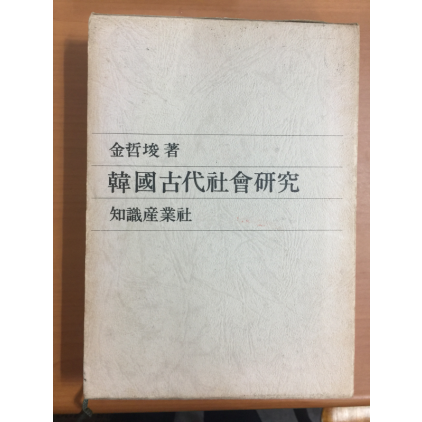 金哲埈 著
韓國古代社會研究
知識産業社